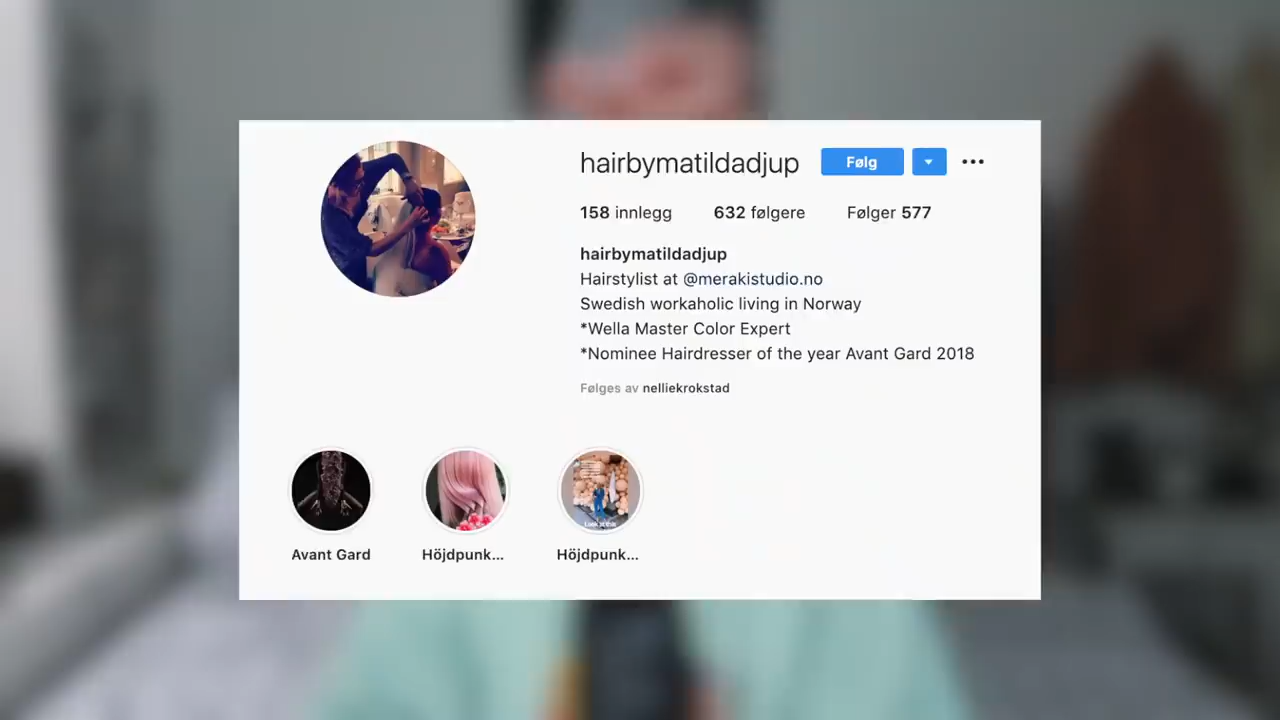 hairbymatildadjup Følg
158 innlegg 632 følgere Følger 577
hairbymatildadjup
Hairstylist at @merakistudio.no
Swedish workaholic living in Norway
*Wella Master Color Expert
*Nominee Hairdresser of the year Avant Gard 2018
Følges av nelliekrokstad
Avant Gard Höjdpunk... Höjdpunk...